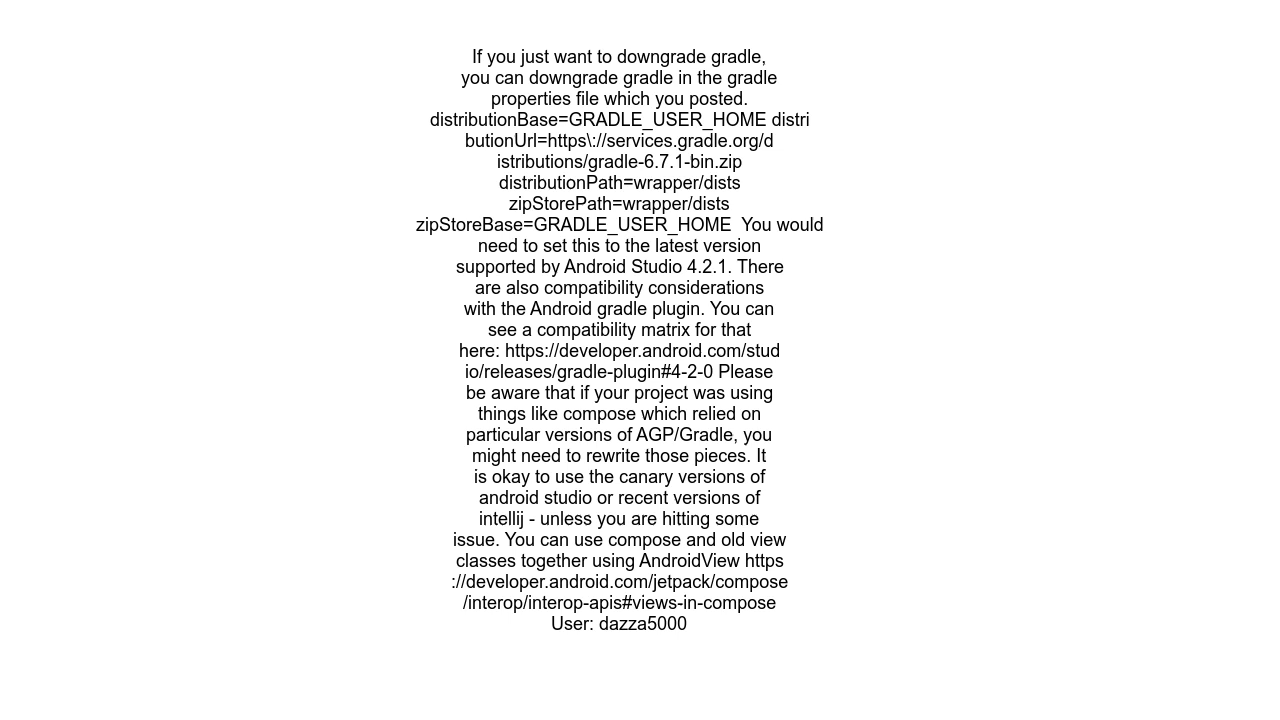 If you just want to downgrade gradle,
you can downgrade gradle in the gradle
properties file which you posted.
distributionBase=GRADLE_USER_HOME distri
butionUrl=https\://services.gradle.org/d
istributions/gradle-6.7.1-bin.zip
distributionPath=wrapper/dists
zipStorePath=wrapper/dists
zipStoreBase=GRADLE_USER_HOME  You would
need to set this to the latest version
supported by Android Studio 4.2.1. There
are also compatibility considerations
with the Android gradle plugin. You can
see a compatibility matrix for that
here: https://developer.android.com/stud
io/releases/gradle-plugin#4-2-0 Please
be aware that if your project was using
things like compose which relied on
particular versions of AGP/Gradle, you
might need to rewrite those pieces. It
is okay to use the canary versions of
android studio or recent versions of
intellij - unless you are hitting some
issue. You can use compose and old view
classes together using AndroidView https
://developer.android.com/jetpack/compose
/interop/interop-apis#views-in-compose
User: dazza5000